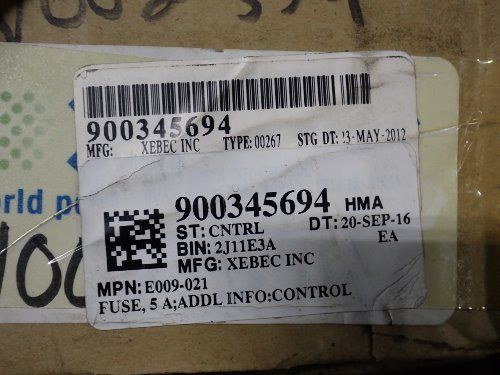 900345694
MFG: XEBEC INC TYPE: 00267 STG DT: 23-MAY-2012
900345694 HMA
ST: CNTRL DT: 20-SEP-16
BIN: 2J11E3A EA
MFG: XEBEC INC
MPN: E009-021
FUSE, 5 A;ADDL INFO:CONTROL
orld p